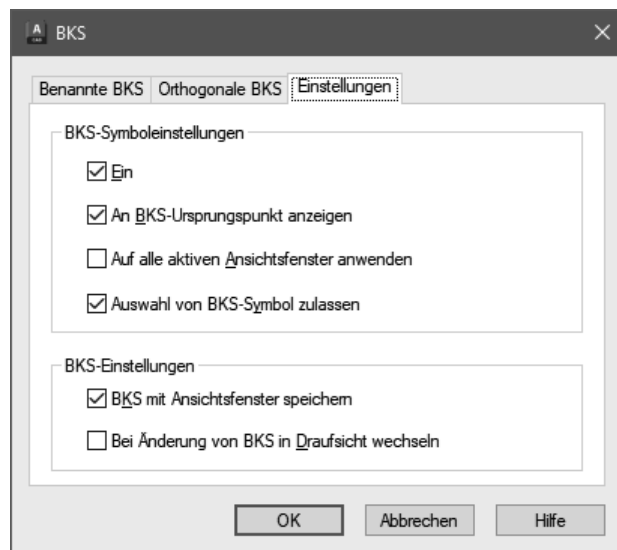 A
CAD
BKS
Benannte BKS Orthogonale BKS Einstellungen
BKS-Symboleinstellungen
Ein
An BKS-Ursprungspunkt anzeigen
Auf alle aktiven Ansichtsfenster anwenden
Auswahl von BKS-Symbol zulassen
BKS-Einstellungen
BKS mit Ansichtsfenster speichern
Bei Änderung von BKS in Draufsicht wechseln
OK Abbrechen Hilfe